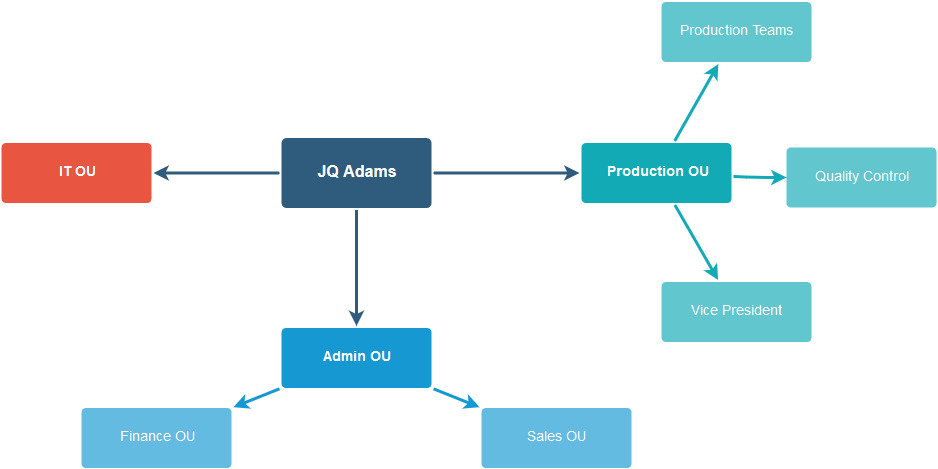 Production Teams
IT OU
JQ Adams
Production OU
Quality Control
Vice President
Admin OU
Finance OU
Sales OU